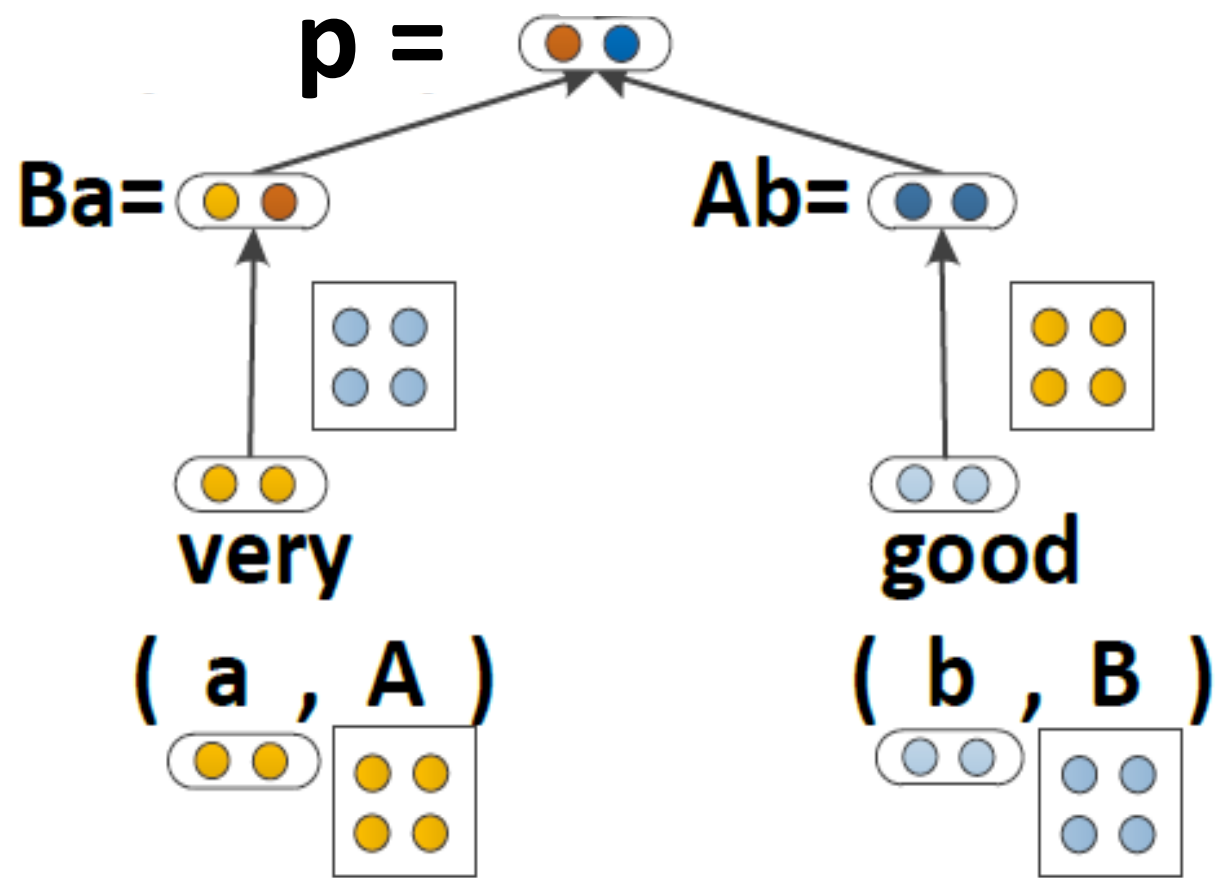 p =
Ba= Ab=
very good
( a , A ) ( b , B )